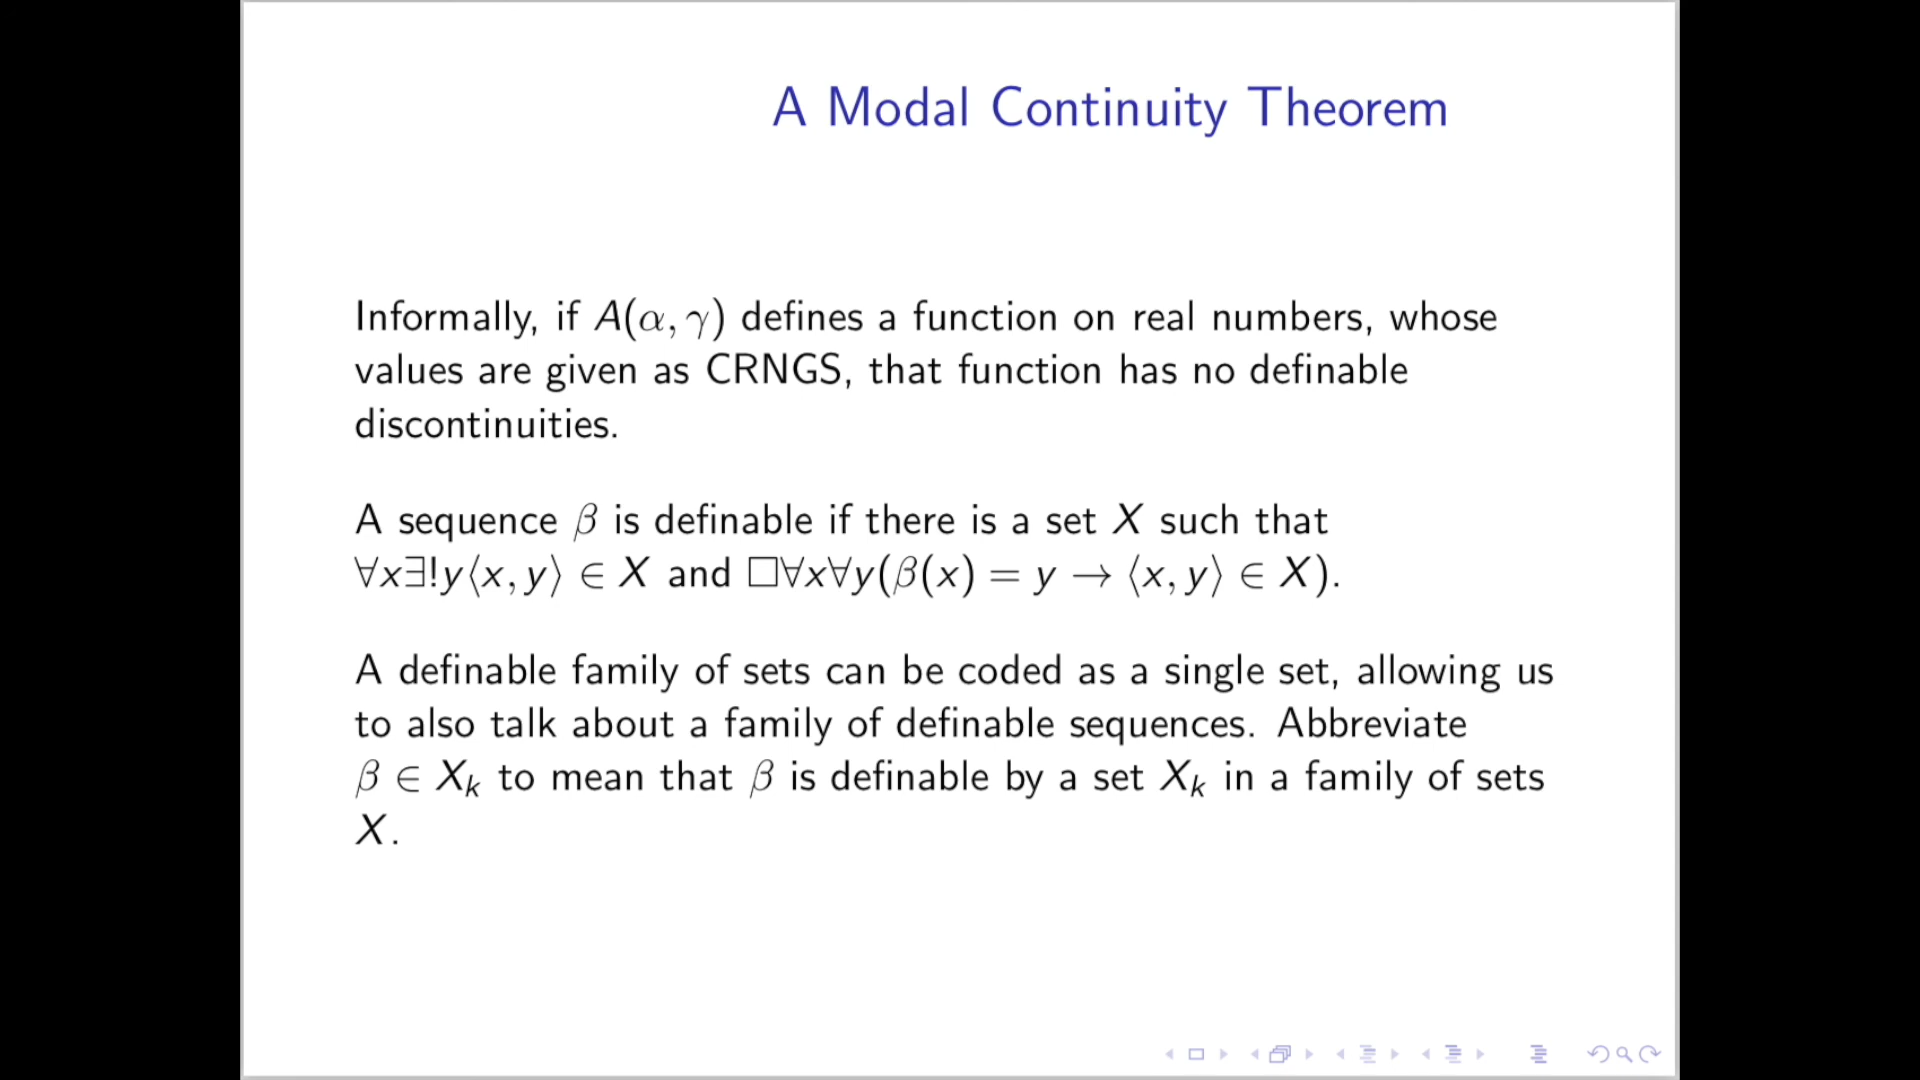 A Modal Continuity Theorem
Informally, if A(α, γ) defines a function on real numbers, whose
values are given as CRNGS, that function has no definable
discontinuities.
A sequence β is definable if there is a set X such that
∀x∃!y⟨x, y⟩ ∈ X and □∀x∀y(β(x) = y → ⟨x, y⟩ ∈ X).
A definable family of sets can be coded as a single set, allowing us
to also talk about a family of definable sequences. Abbreviate
β ∈ Xₖ to mean that β is definable by a set Xₖ in a family of sets
X.